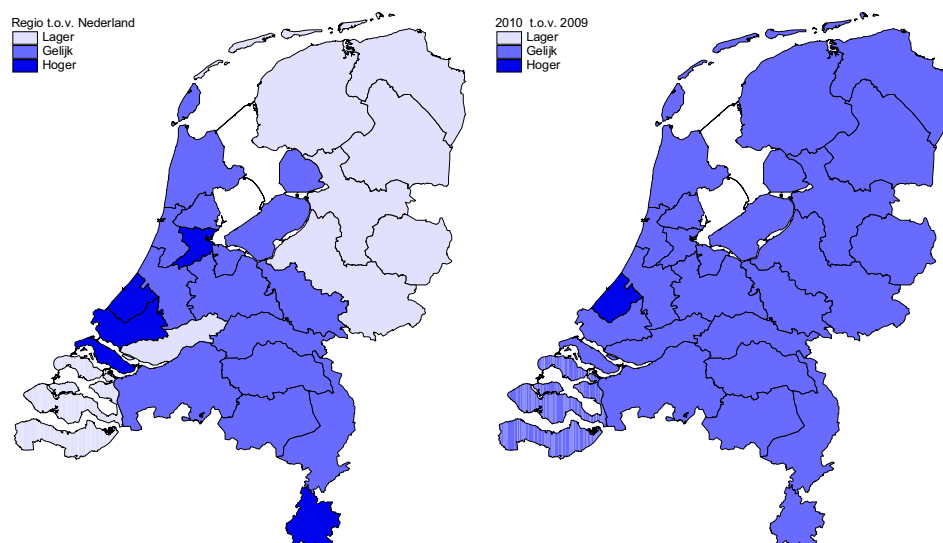 Regio t.o.v. Nederland
Lager
Gelijk
Hoger
2010 t.o.v. 2009
Lager
Gelijk
Hoger